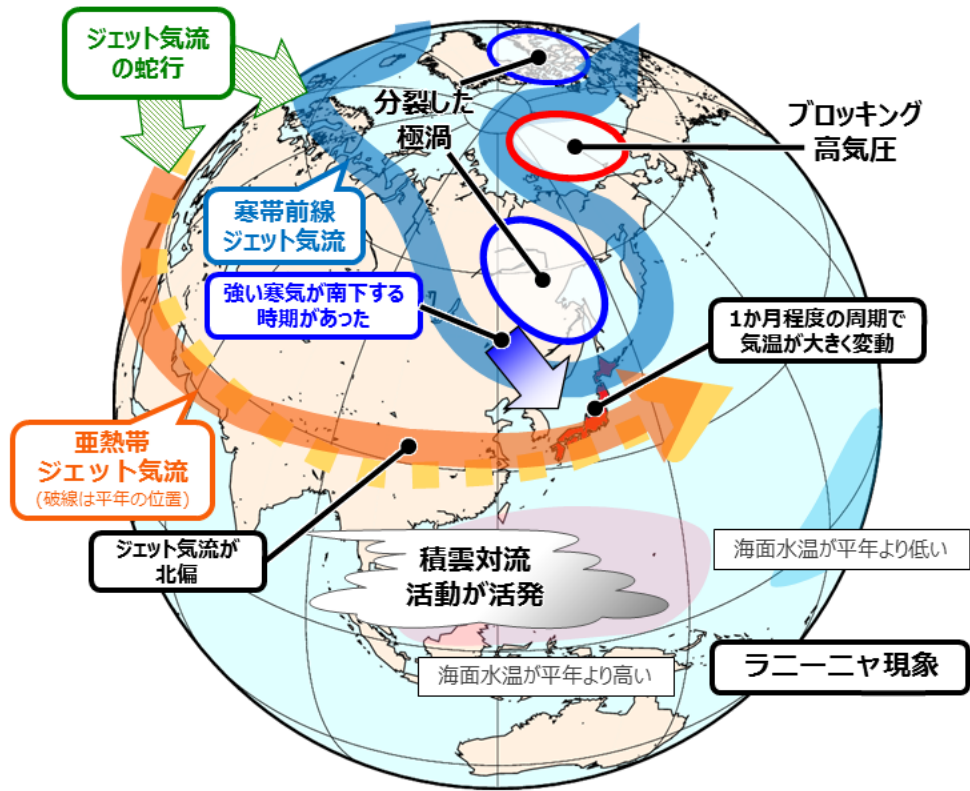 ジェット気流
の蛇行
分裂した
極渦
ブロッキング
高気圧
寒帯前線
ジェット気流
強い寒気が南下する
時期があった
1か月程度の周期で
気温が大きく変動
亜熱帯
ジェット気流
(破線は平年の位置)
ジェット気流が
北偏
積雲対流
活動が活発
海面水温が平年より低い
海面水温が平年より高い
ラニーニャ現象